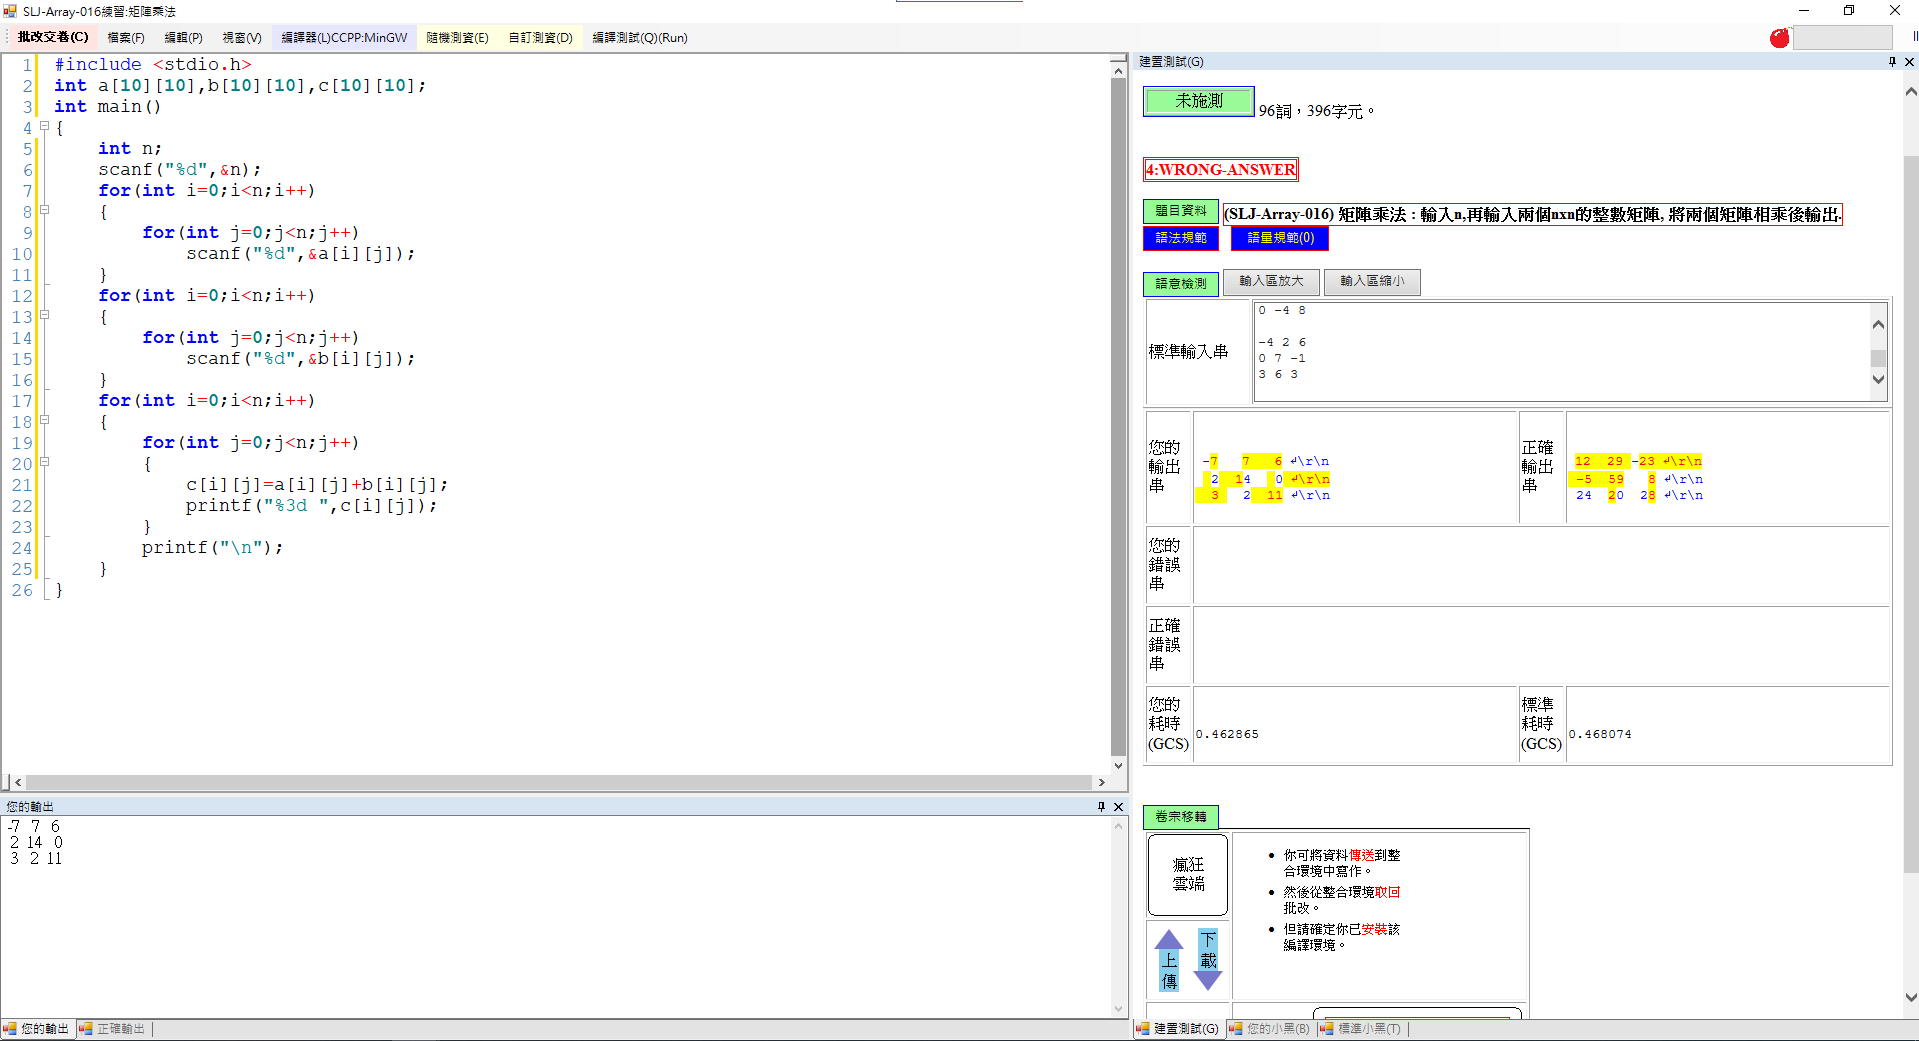 SLJ-Array-016練習:矩陣乘法
批改交卷(C) 檔案(F) 編輯(P) 視窗(V) 編譯器(L)CCPP:MinGW 隨機測資(E) 自訂測資(D) 編譯測試(Q)(Run)
1 #include <stdio.h>
2 int a[10][10],b[10][10],c[10][10];
3 int main()
4 {
5 int n;
6 scanf("%d",&n);
7 for(int i=0;i<n;i++)
8 {
9 for(int j=0;j<n;j++)
10 scanf("%d",&a[i][j]);
11 }
12 for(int i=0;i<n;i++)
13 {
14 for(int j=0;j<n;j++)
15 scanf("%d",&b[i][j]);
16 }
17 for(int i=0;i<n;i++)
18 {
19 for(int j=0;j<n;j++)
20 {
21 c[i][j]=a[i][j]+b[i][j];
22 printf("%3d ",c[i][j]);
23 }
24 printf("\n");
25 }
26 }
您的輸出
-7 7 6
2 14 0
3 2 11
您的輸出 正確輸出
建置測試(G)
未施測 96詞，396字元。
4:WRONG-ANSWER
題目資料 (SLJ-Array-016) 矩陣乘法 : 輸入n,再輸入兩個nxn的整數矩陣, 將兩個矩陣相乘後輸出.
語法規範 語量規範(0)
語意檢測 輸入區放大 輸入區縮小
標準輸入串
0 -4 8
-4 2 6
0 7 -1
3 6 3
您的輸出串
-7 7 6 ↲\r\n
2 14 0 ↲\r\n
3 2 11 ↲\r\n
正確輸出串
12 29 -23 ↲\r\n
-5 59 8 ↲\r\n
24 20 28 ↲\r\n
您的錯誤串
正確錯誤串
您的耗時(GCS) 0.462865
標準耗時(GCS) 0.468074
卷宗移轉
瘋狂
雲端
• 你可將資料傳送到整
合環境中寫作。
• 然後從整合環境取回
批改。
• 但請確定你已安裝該
編譯環境。
上傳
下載
建置測試(G) 您的小黑(B) 標準小黑(T)